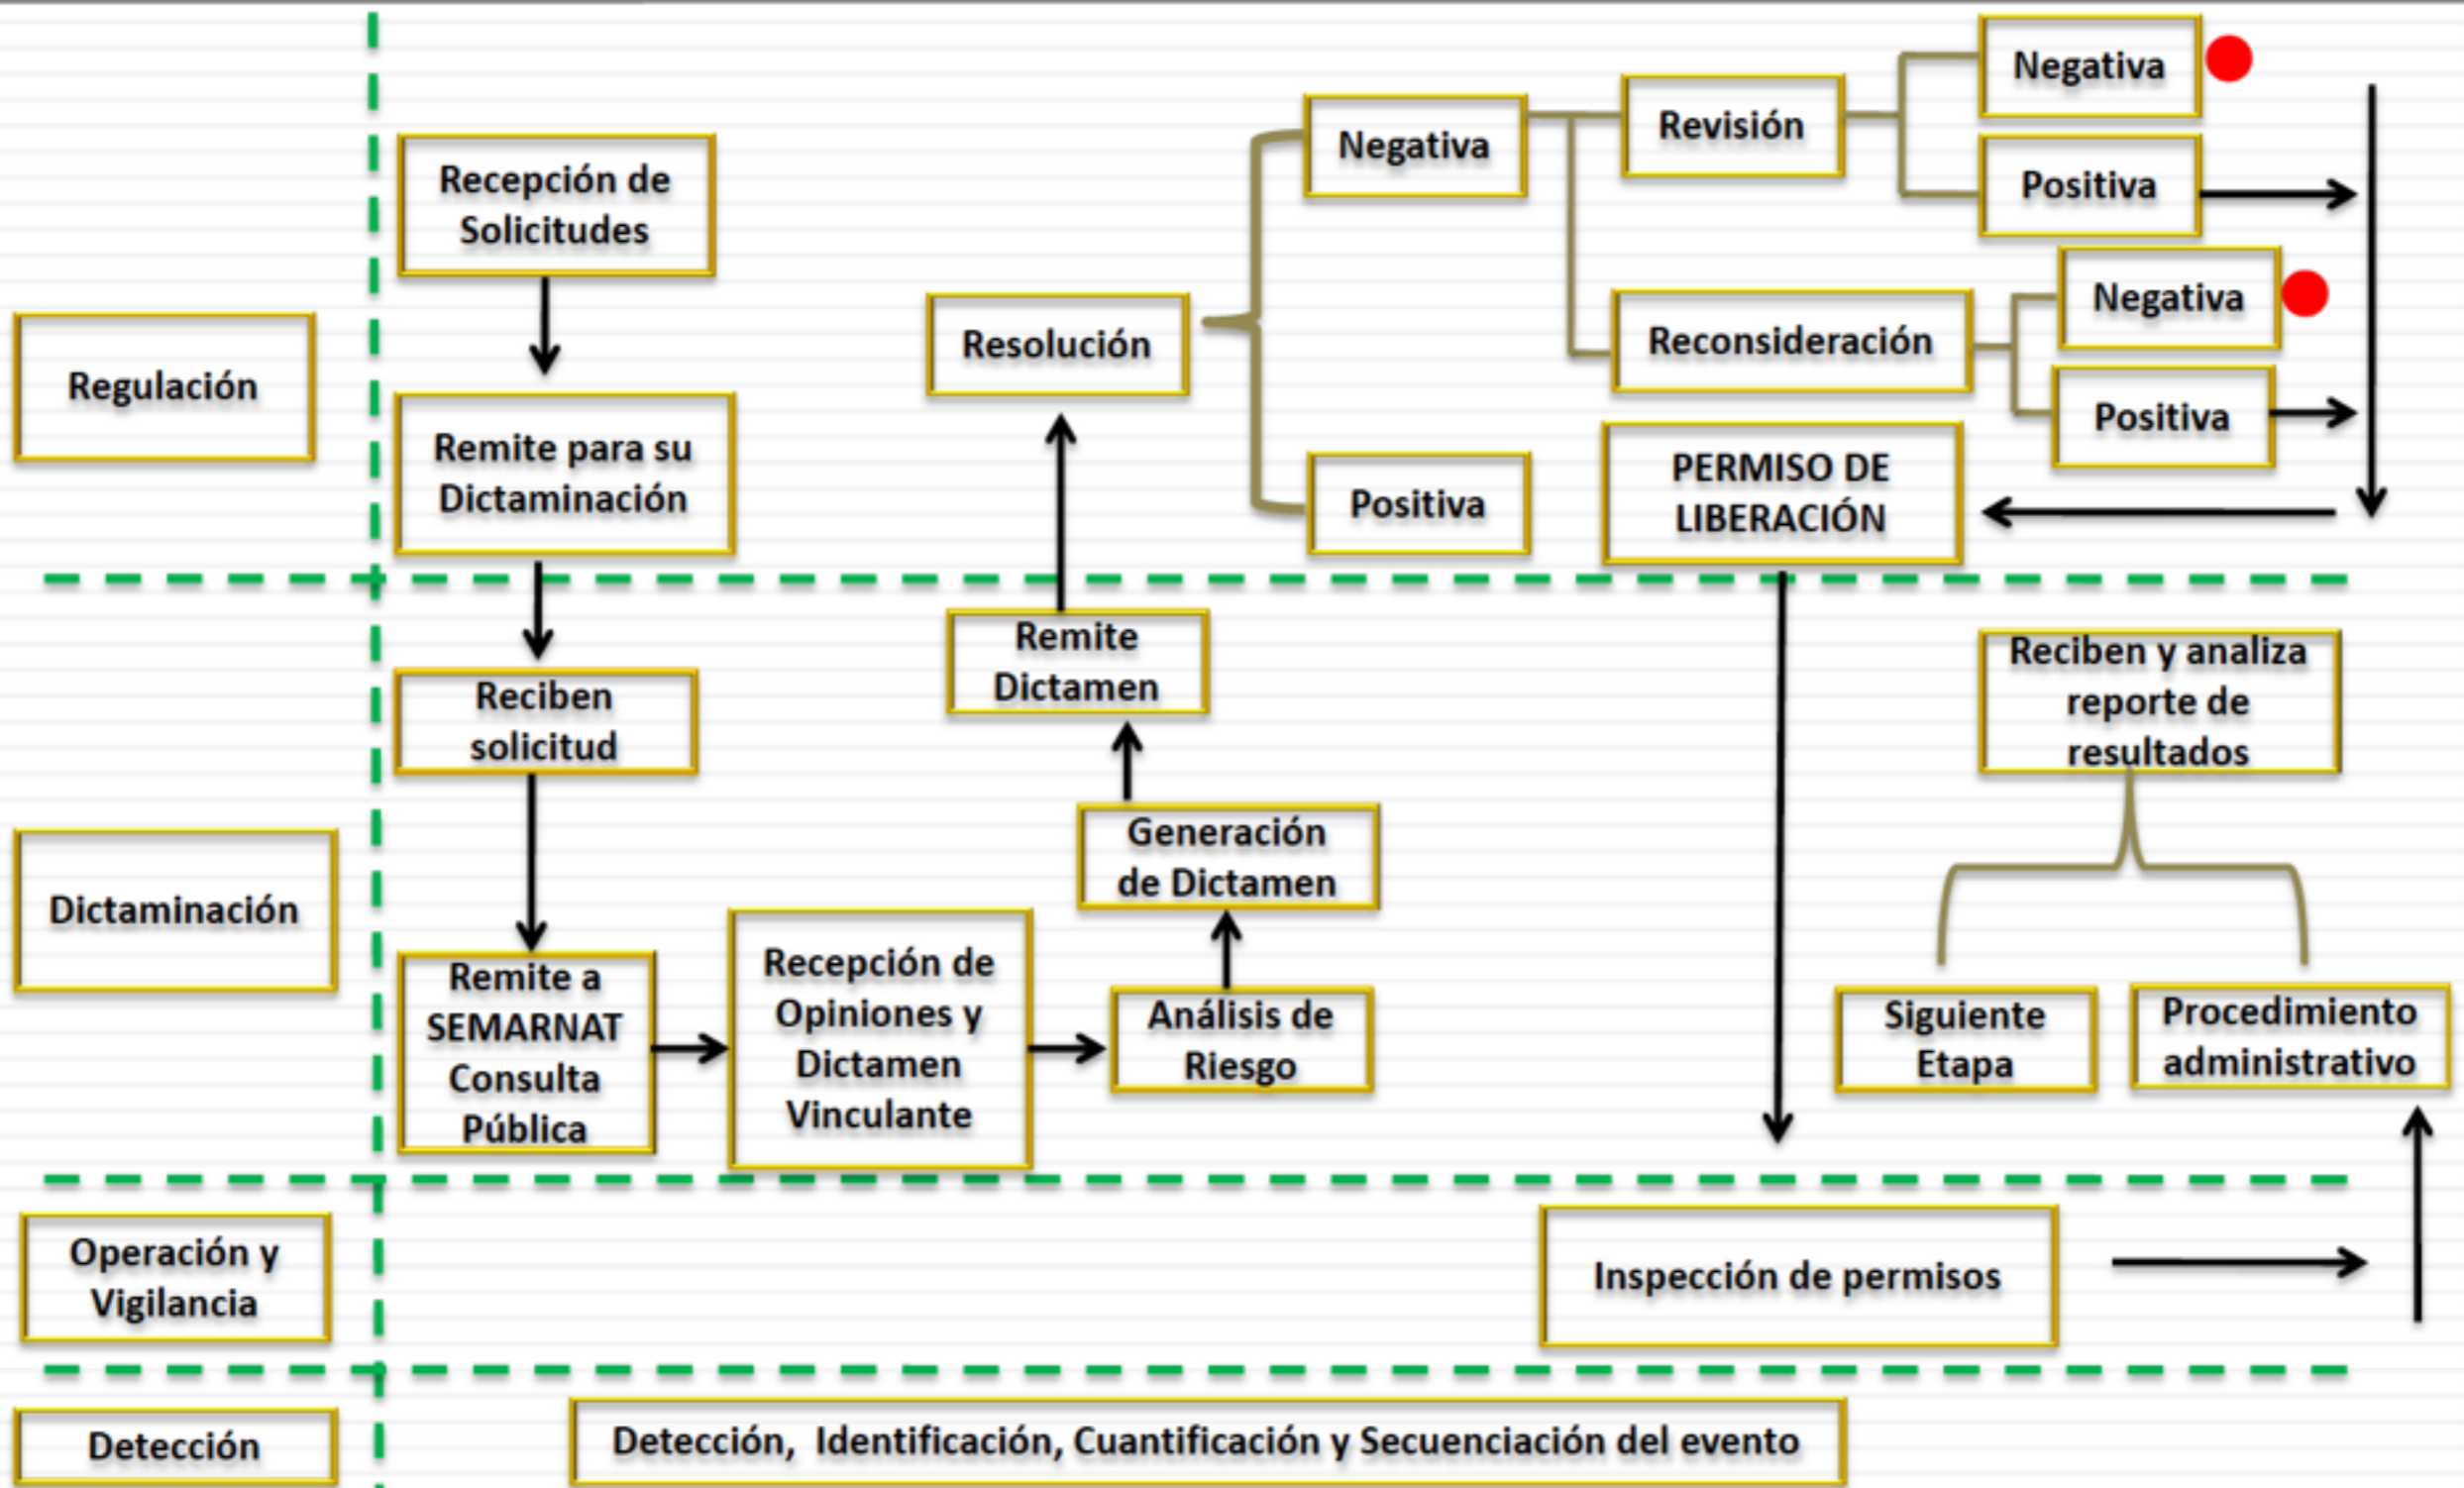 Regulación
Recepción de
Solicitudes
Remite para su
Dictaminación
Resolución
Negativa
Positiva
Revisión
Negativa
Positiva
Reconsideración
Negativa
Positiva
PERMISO DE
LIBERACIÓN
Dictaminación
Reciben
solicitud
Remite a
SEMARNAT
Consulta
Pública
Recepción de
Opiniones y
Dictamen
Vinculante
Análisis de
Riesgo
Generación
de Dictamen
Remite
Dictamen
Reciben y analiza
reporte de
resultados
Siguiente
Etapa
Procedimiento
administrativo
Operación y
Vigilancia
Inspección de permisos
Detección
Detección, Identificación, Cuantificación y Secuenciación del evento